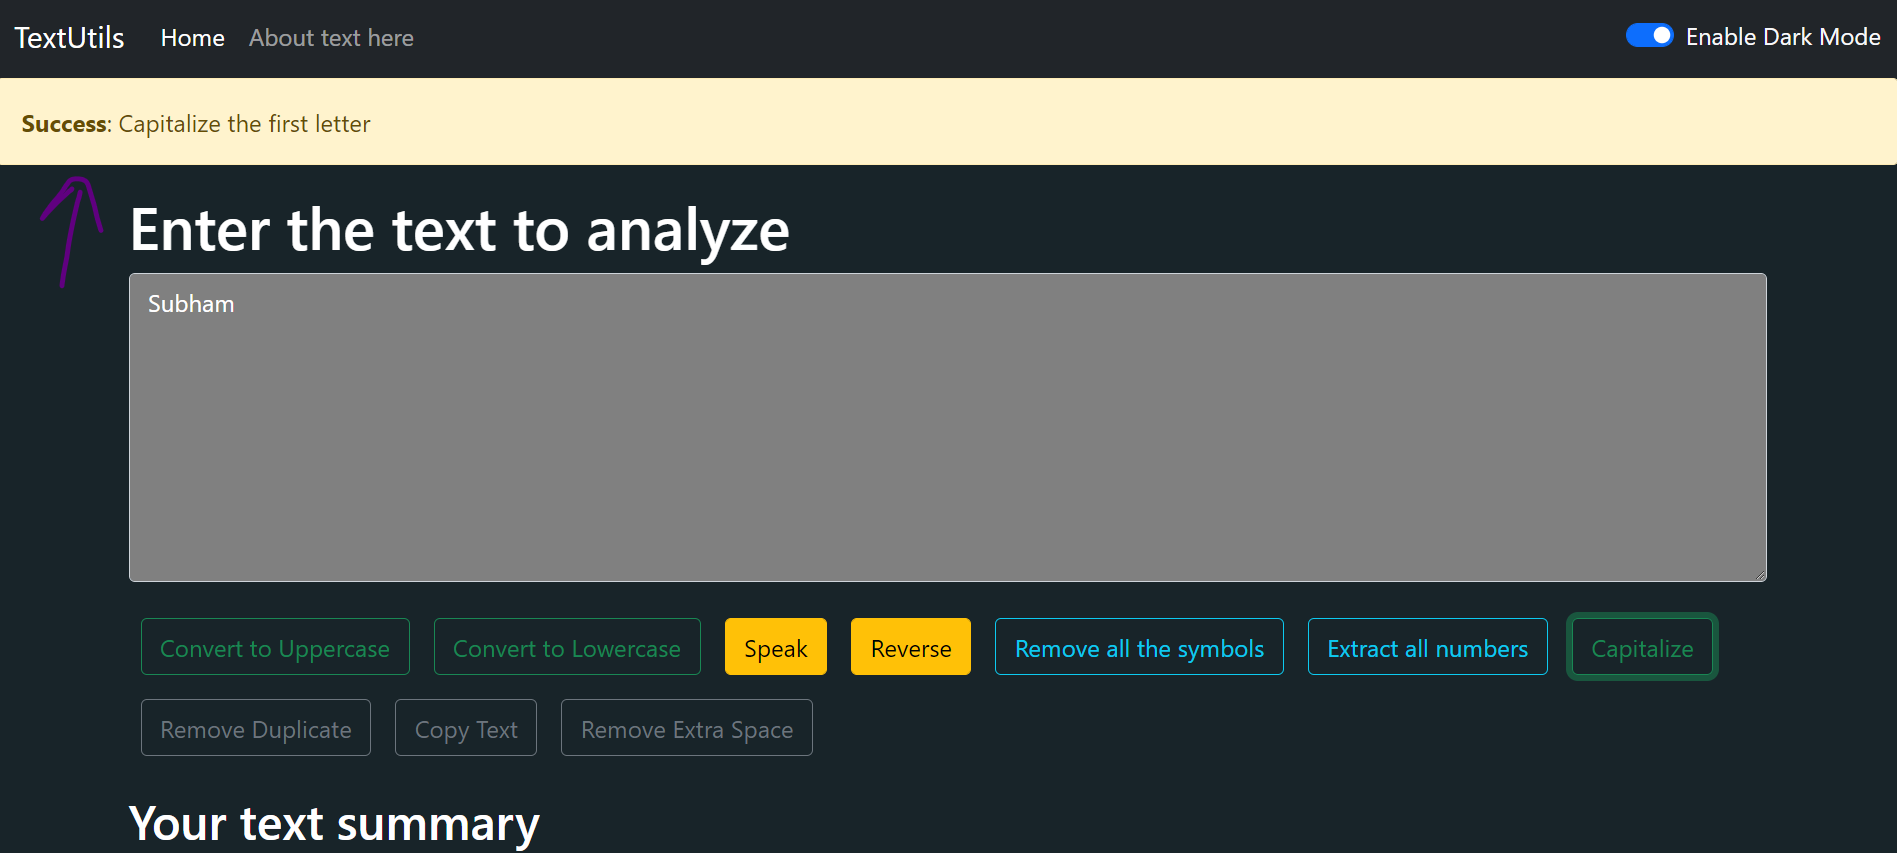 TextUtils Home About text here Enable Dark Mode
Success: Capitalize the first letter
Enter the text to analyze
Subham
Convert to Uppercase Convert to Lowercase Speak Reverse Remove all the symbols Extract all numbers Capitalize
Remove Duplicate Copy Text Remove Extra Space
Your text summary